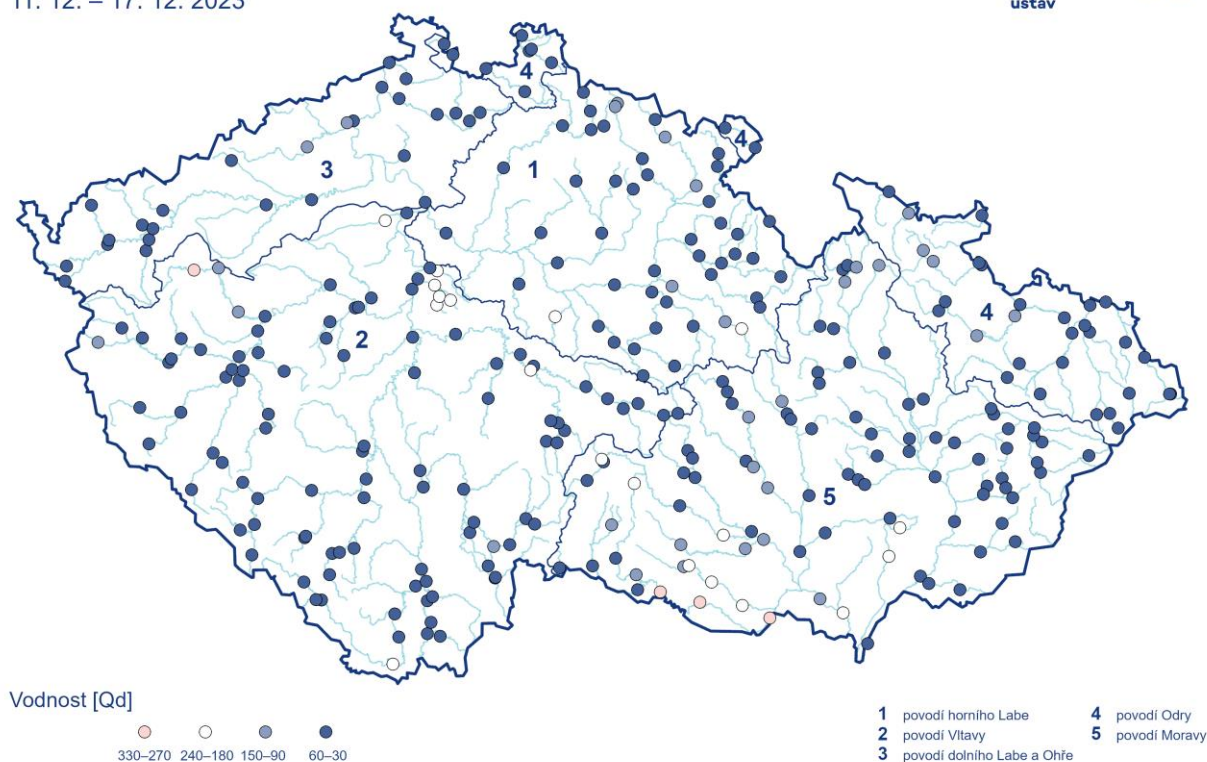 11. 12. – 17. 12. 2023
ústav
4
4
3
1
2
4
5
Vodnost [Qd]
330–270 240–180 150–90 60–30
1 povodí horního Labe
2 povodí Vltavy
3 povodí dolního Labe a Ohře
4 povodí Odry
5 povodí Moravy